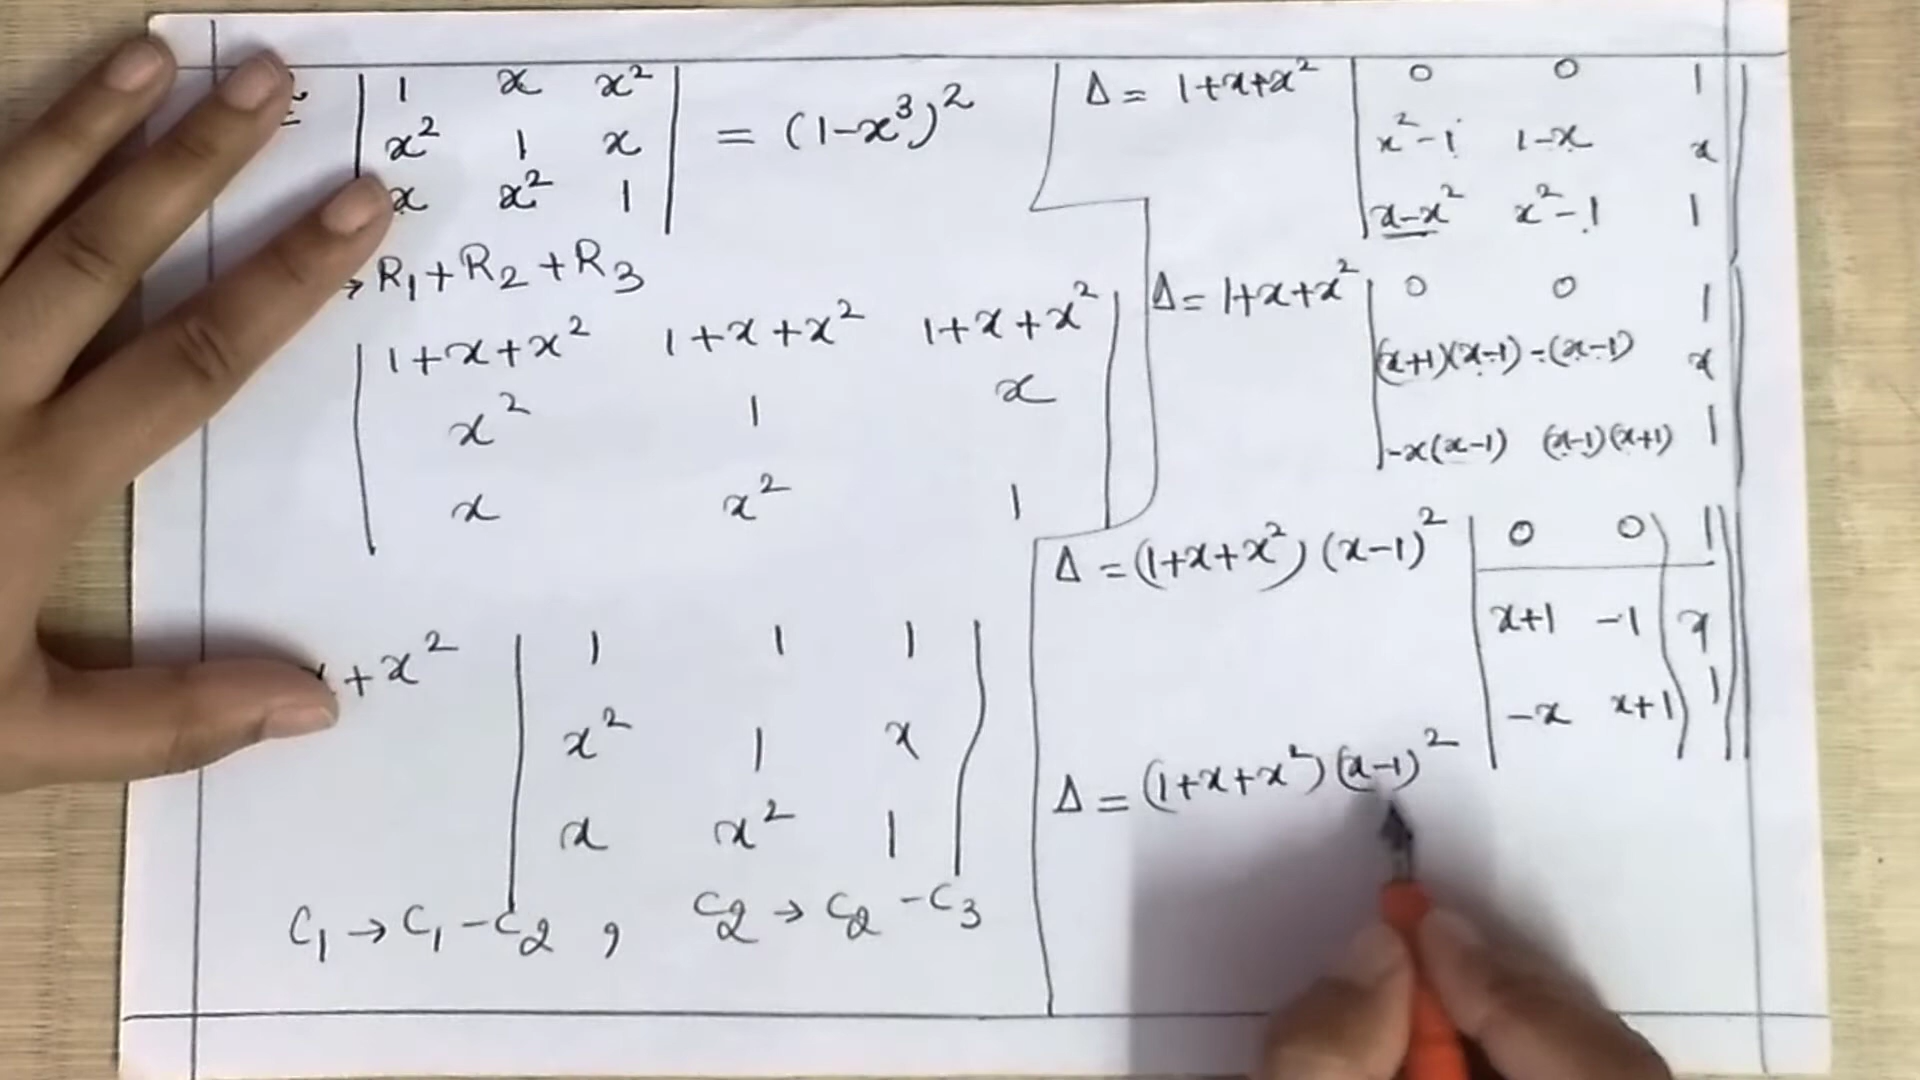 1 x x²
x² 1 x = (1-x³)²
x x² 1
→ R₁+R₂+R₃
1+x+x² 1+x+x² 1+x+x²
x² 1 x
x x² 1
+x² 1 1 1
x² 1 x
x x² 1
C₁→C₁-C₂ , C₂→C₂-C₃
Δ = 1+x+x² 0 0 1
x²-1 1-x x
x-x² x²-1 1
Δ= 1+x+x² 0 0 1
(x+1)(x-1) -(x-1) x
-x(x-1) (x-1)(x+1) 1
Δ =(1+x+x²)(x-1)² 0 0 1
x+1 -1 x
-x x+1 1
Δ =(1+x+x²)(x-1)²